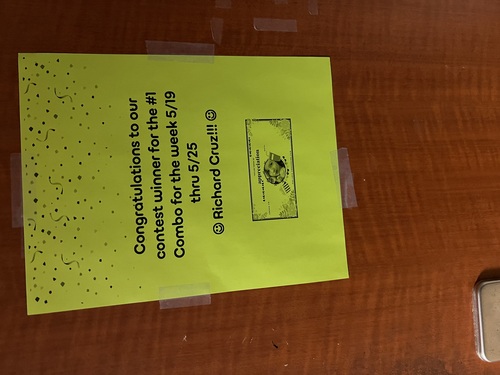 Congratulations to our
contest winner for the #1
Combo for the week 5/19
thru 5/25
☺ Richard Cruz!!! ☺
appreciation